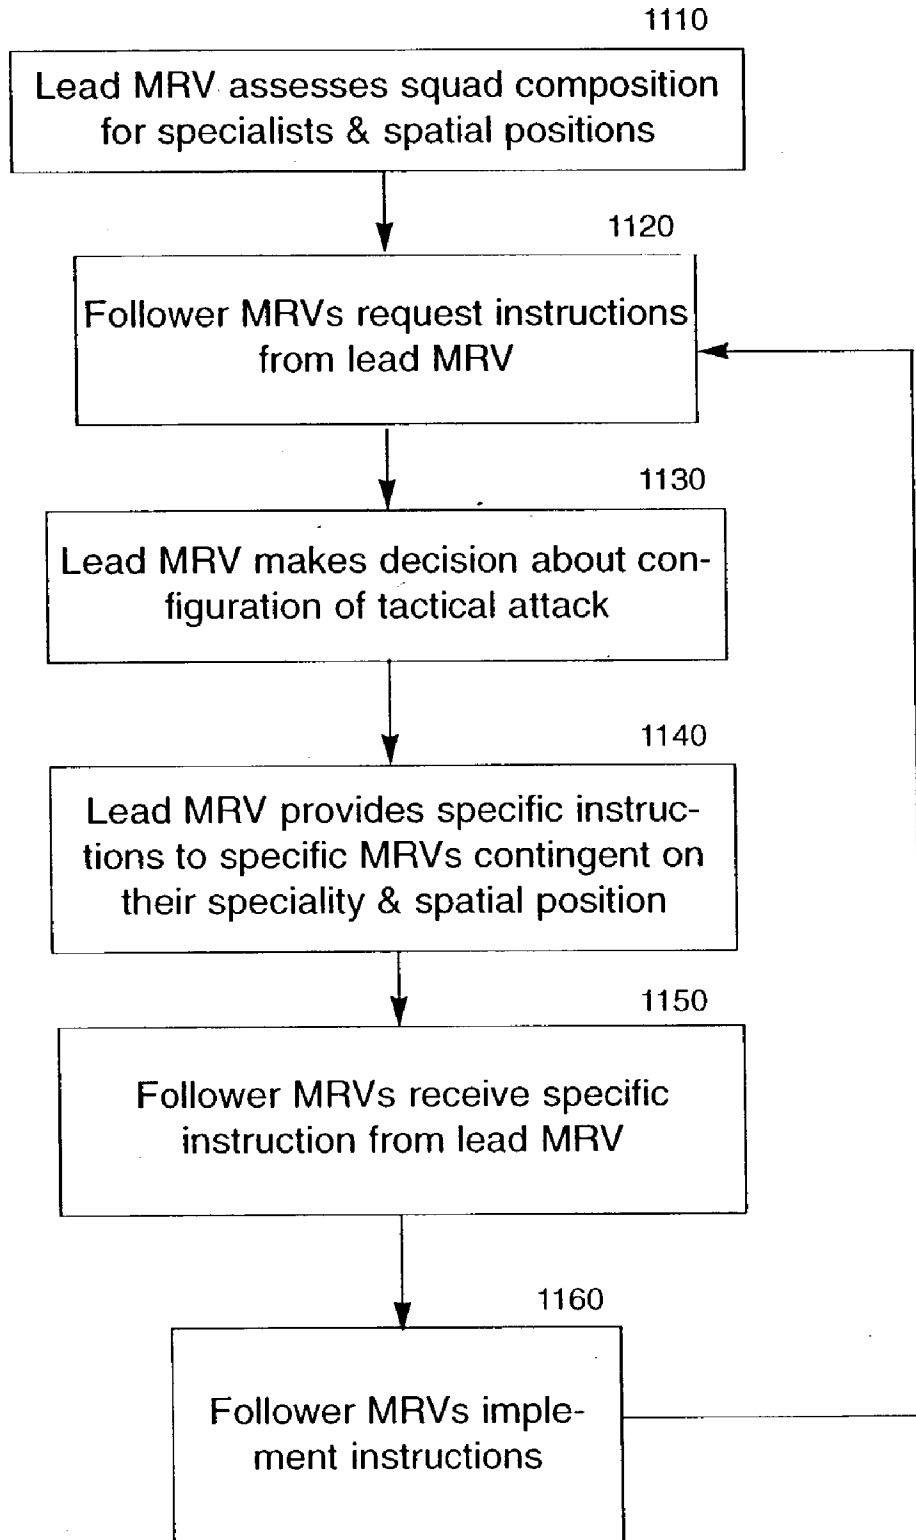 1110
Lead MRV assesses squad composition
for specialists & spatial positions
1120
Follower MRVs request instructions
from lead MRV
1130
Lead MRV makes decision about con-
figuration of tactical attack
1140
Lead MRV provides specific instruc-
tions to specific MRVs contingent on
their speciality & spatial position
1150
Follower MRVs receive specific
instruction from lead MRV
1160
Follower MRVs imple-
ment instructions